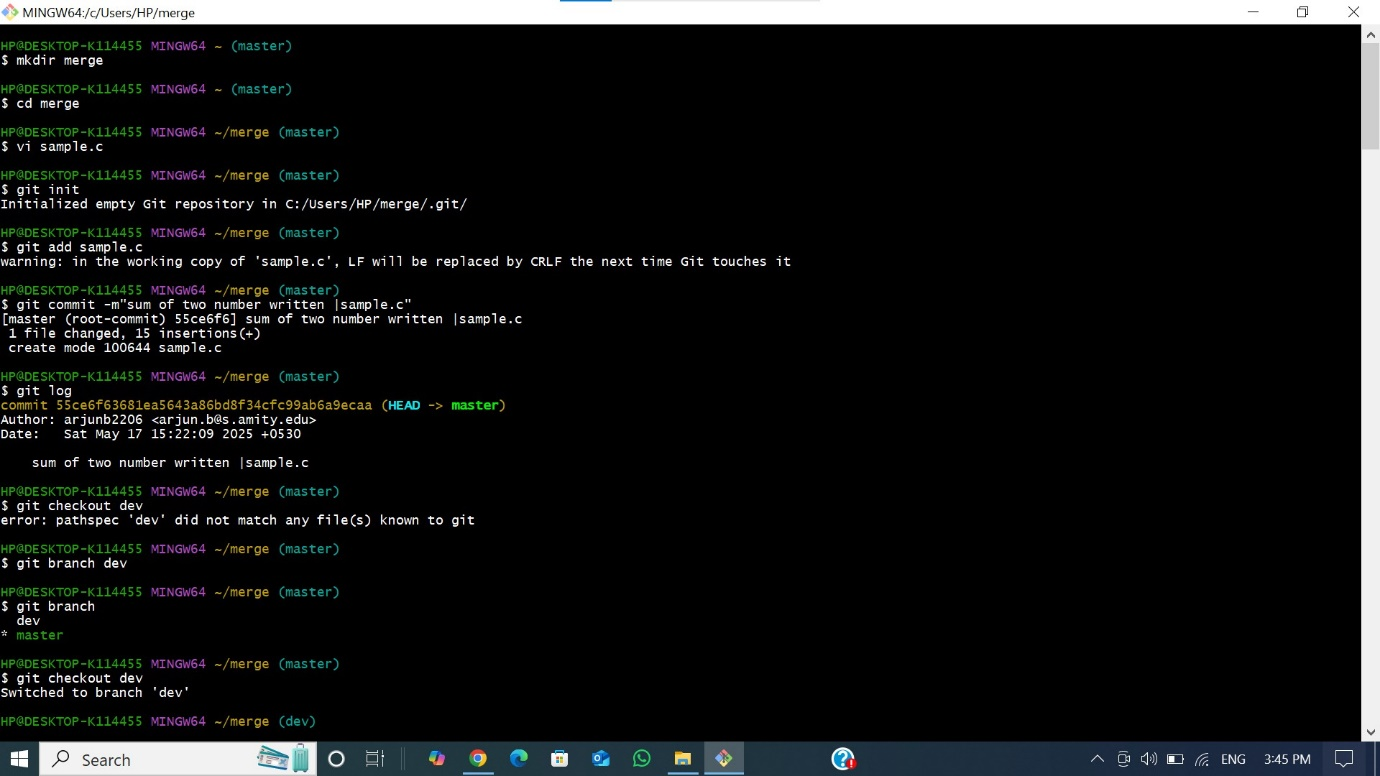 MINGW64:/c/Users/HP/merge
HP@DESKTOP-K114455 MINGW64 ~ (master)
$ mkdir merge
HP@DESKTOP-K114455 MINGW64 ~ (master)
$ cd merge
HP@DESKTOP-K114455 MINGW64 ~/merge (master)
$ vi sample.c
HP@DESKTOP-K114455 MINGW64 ~/merge (master)
$ git init
Initialized empty Git repository in C:/Users/HP/merge/.git/
HP@DESKTOP-K114455 MINGW64 ~/merge (master)
$ git add sample.c
warning: in the working copy of 'sample.c', LF will be replaced by CRLF the next time Git touches it
HP@DESKTOP-K114455 MINGW64 ~/merge (master)
$ git commit -m"sum of two number written |sample.c"
[master (root-commit) 55ce6f6] sum of two number written |sample.c
 1 file changed, 15 insertions(+)
 create mode 100644 sample.c
HP@DESKTOP-K114455 MINGW64 ~/merge (master)
$ git log
commit 55ce6f63681ea5643a86bd8f34cfc99ab6a9ecaa (HEAD -> master)
Author: arjunb2206 <arjun.b@s.amity.edu>
Date:   Sat May 17 15:22:09 2025 +0530
    sum of two number written |sample.c
HP@DESKTOP-K114455 MINGW64 ~/merge (master)
$ git checkout dev
error: pathspec 'dev' did not match any file(s) known to git
HP@DESKTOP-K114455 MINGW64 ~/merge (master)
$ git branch dev
HP@DESKTOP-K114455 MINGW64 ~/merge (master)
$ git branch
  dev
* master
HP@DESKTOP-K114455 MINGW64 ~/merge (master)
$ git checkout dev
Switched to branch 'dev'
HP@DESKTOP-K114455 MINGW64 ~/merge (dev)
Search
ENG
3:45 PM